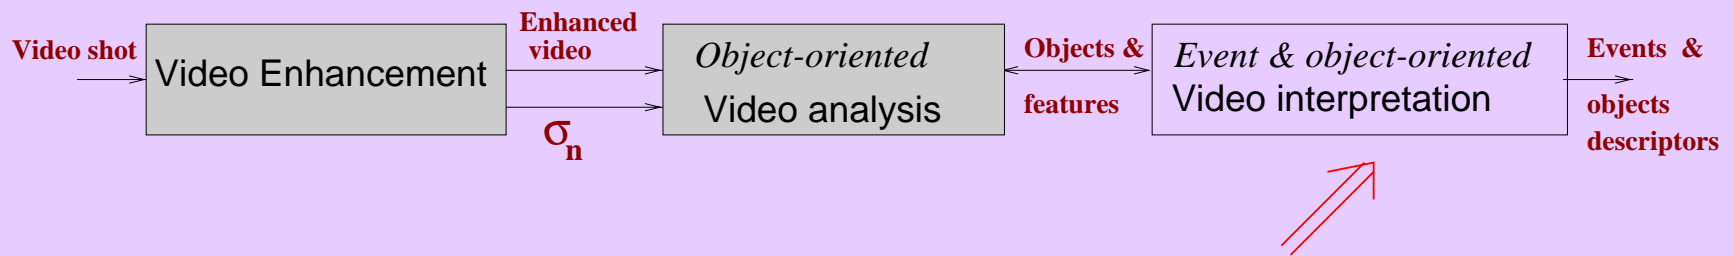 Video shot
Video Enhancement
Enhanced
video
σn
Object-oriented
Video analysis
Objects &
features
Event & object-oriented
Video interpretation
Events &
objects
descriptors